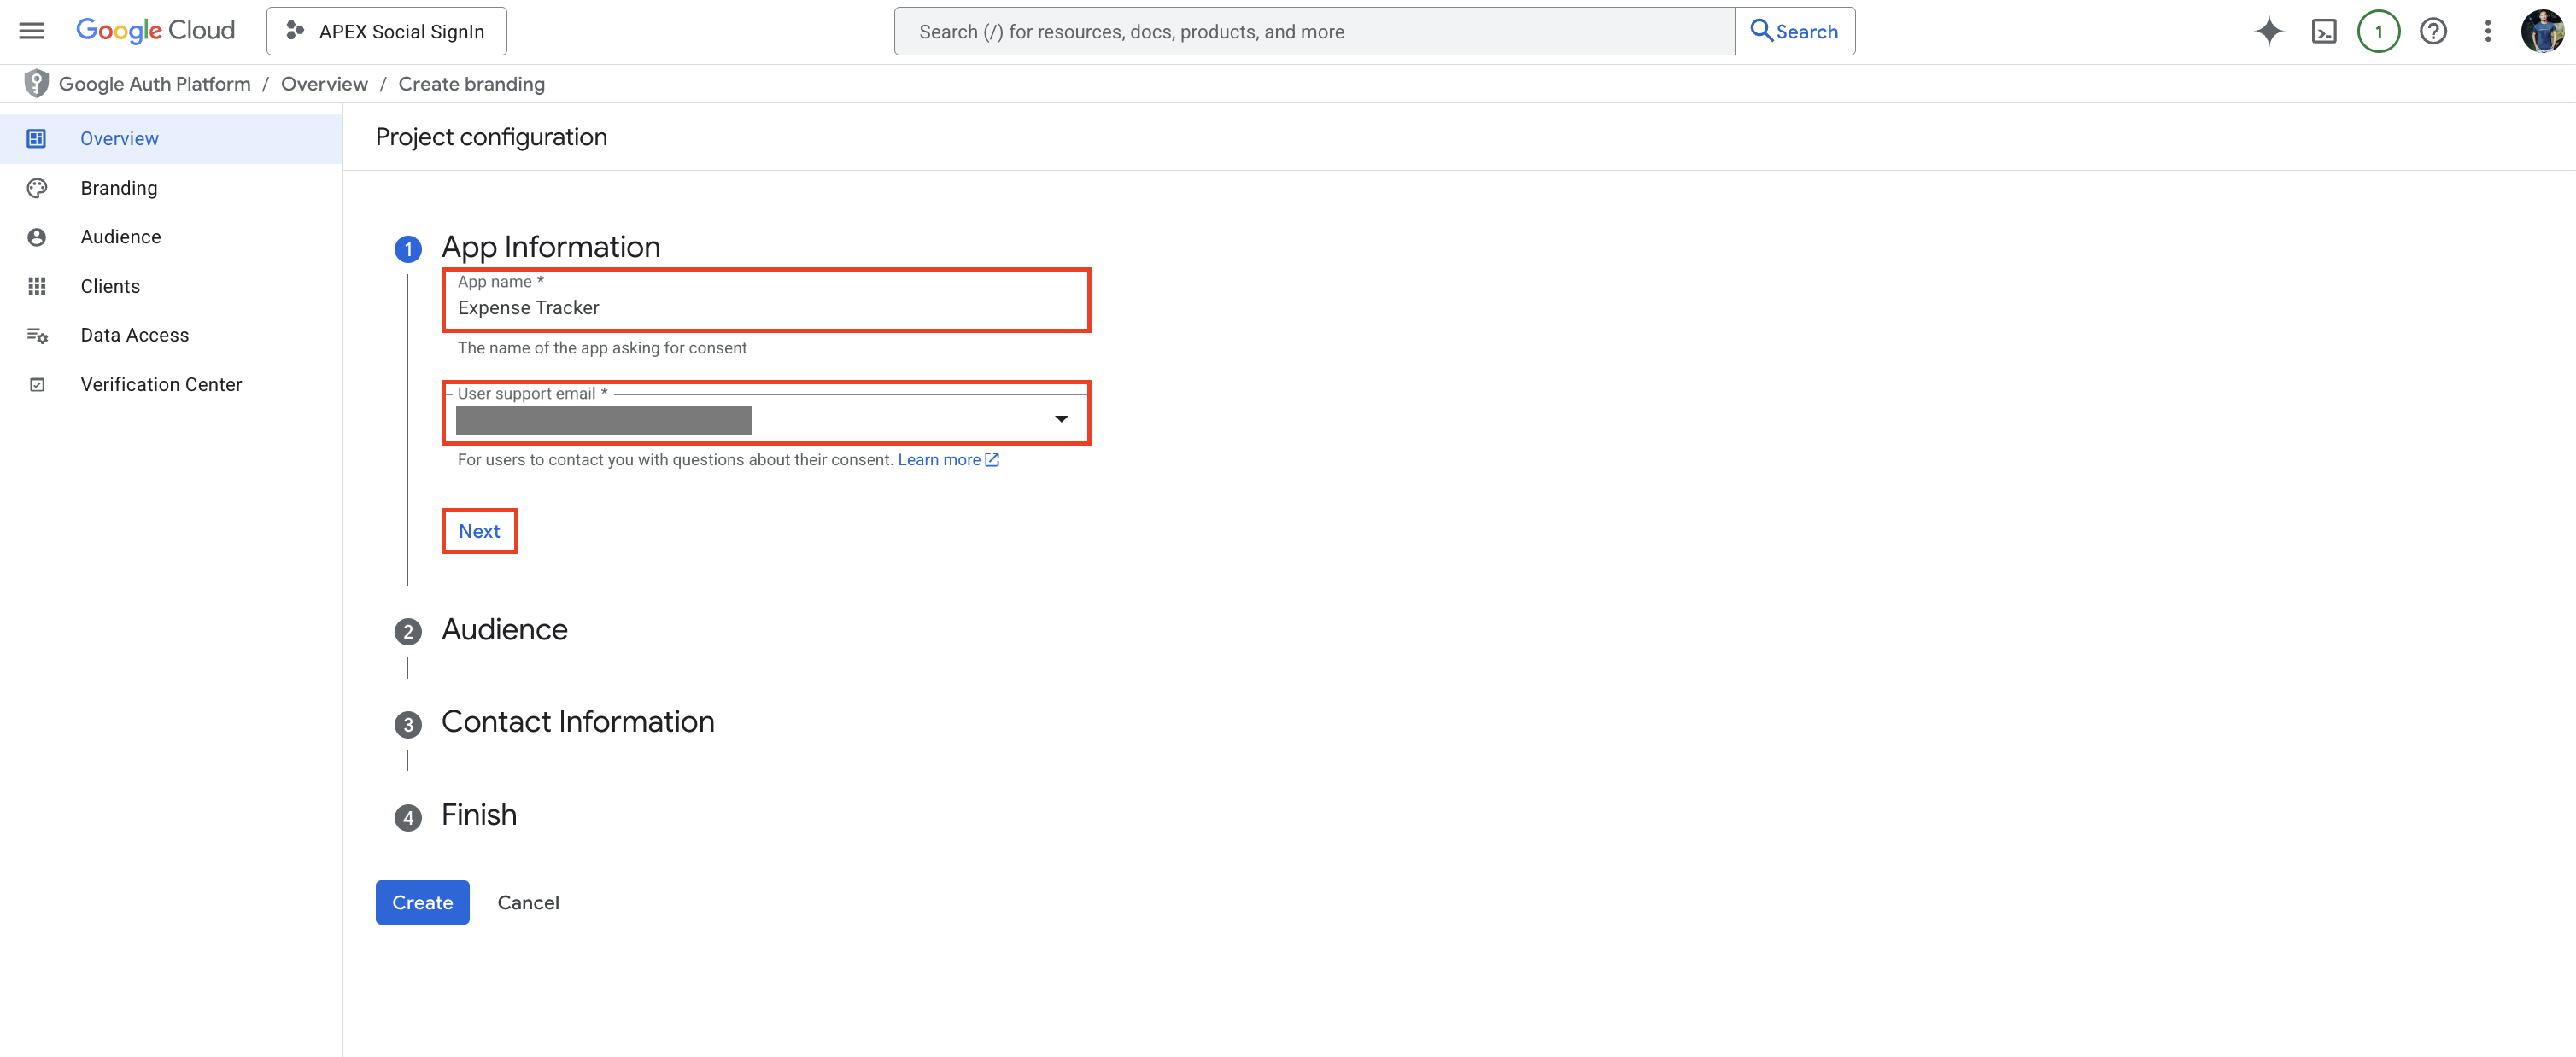 Google Cloud
APEX Social SignIn
Search (/) for resources, docs, products, and more
Search
1
Google Auth Platform / Overview / Create branding
Overview
Branding
Audience
Clients
Data Access
Verification Center
Project configuration
1 App Information
App name *
Expense Tracker
The name of the app asking for consent
User support email *
For users to contact you with questions about their consent. Learn more
Next
2 Audience
3 Contact Information
4 Finish
Create Cancel